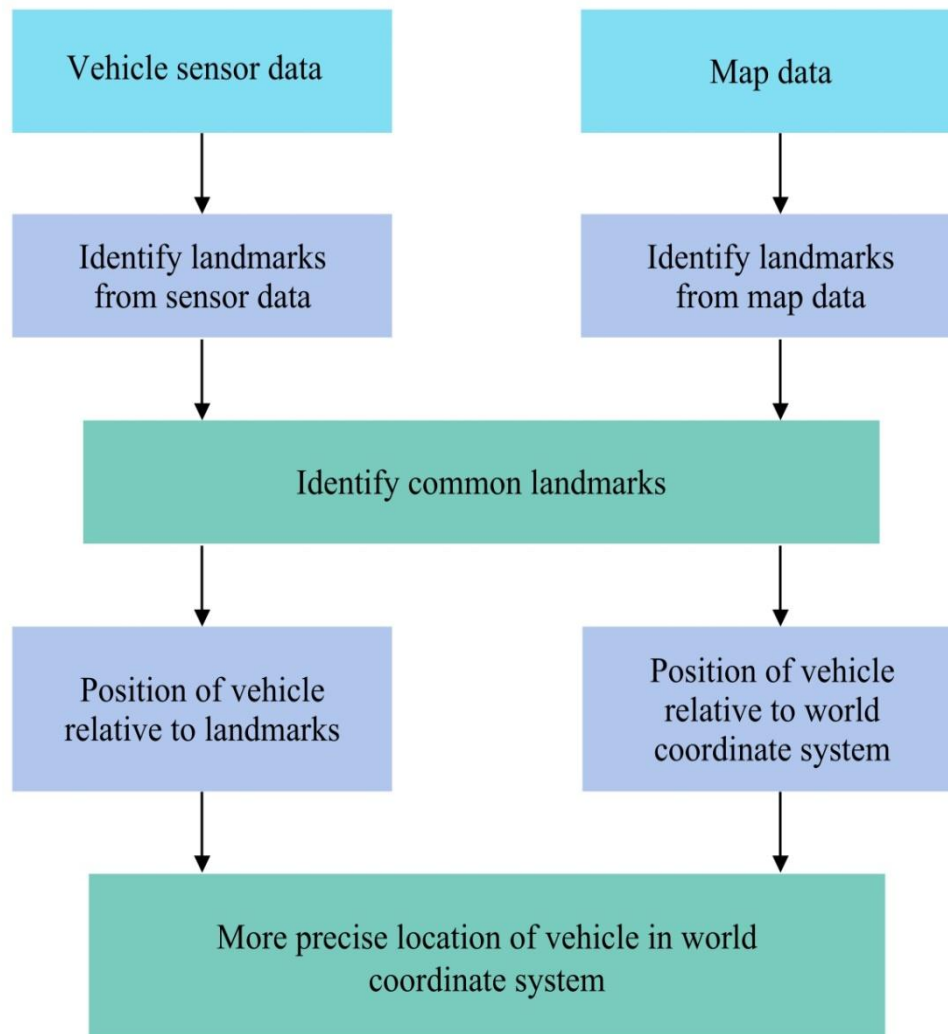 Vehicle sensor data
Map data
Identify landmarks
from sensor data
Identify landmarks
from map data
Identify common landmarks
Position of vehicle
relative to landmarks
Position of vehicle
relative to world
coordinate system
More precise location of vehicle in world
coordinate system